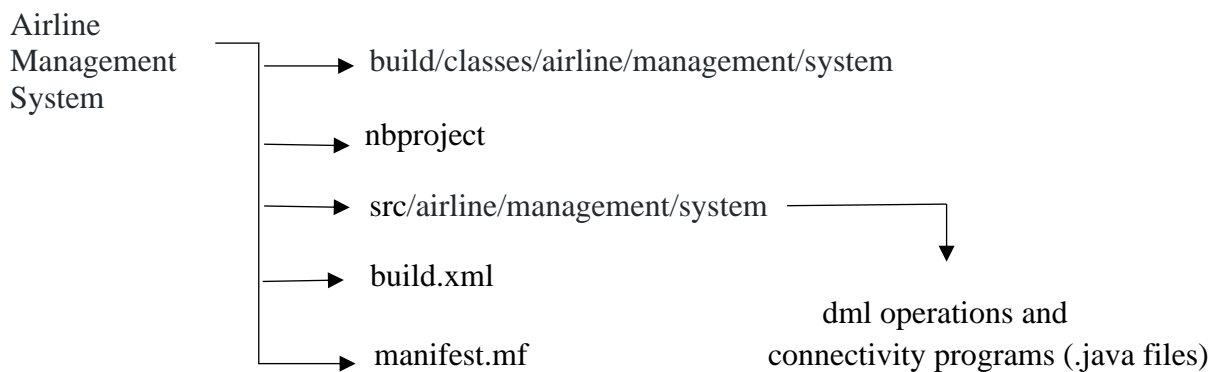 Airline
Management
System
build/classes/airline/management/system
nbproject
src/airline/management/system
build.xml
manifest.mf
dml operations and
connectivity programs (.java files)